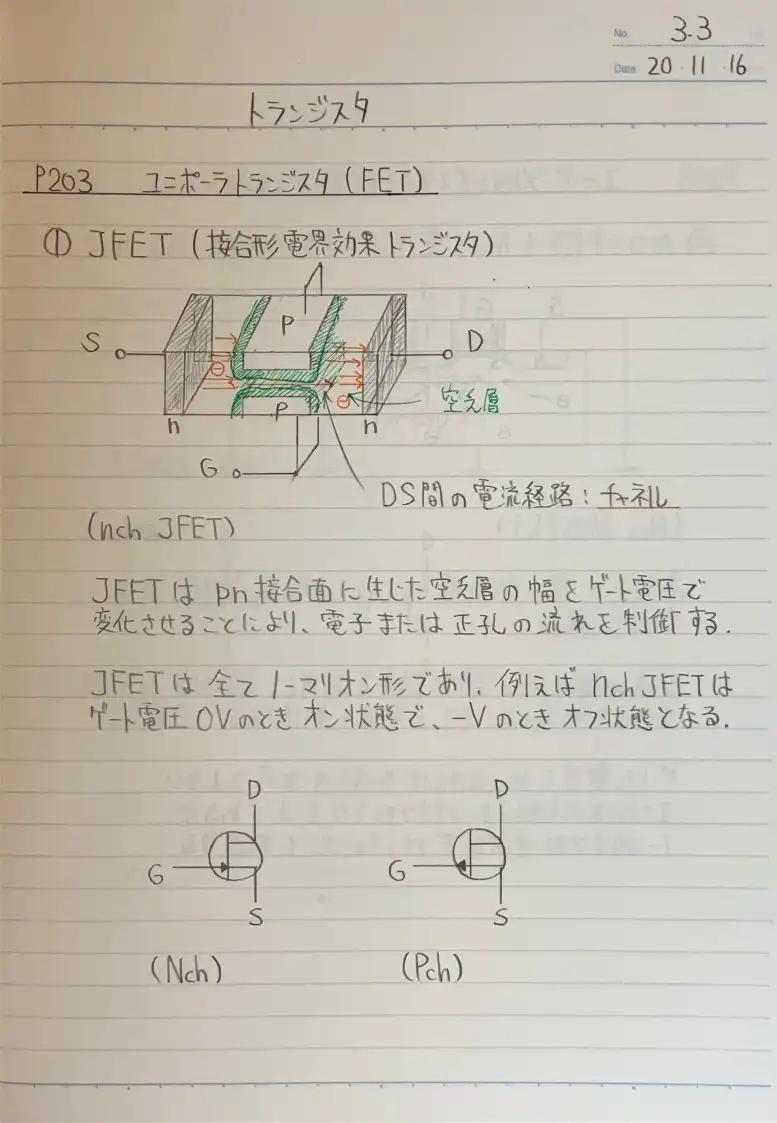 No. 3.3
Date 20・11・16
トランジスタ
P203 ユニポーラトランジスタ(FET)
① JFET (接合形電界効果トランジスタ)
P
S
D
⊖
⊖
空乏層
P
n
n
G
DS間の電流経路:チャネル
(nch JFET)
JFETは pn接合面に生じた空乏層の幅をゲート電圧で
変化させることにより、電子または正孔の流れを制御する.
JFETは全てノーマリオン形であり、例えば nch JFETは
ゲート電圧 0Vのときオン状態で、-Vのときオフ状態となる.
D
D
G
G
S
S
(Nch)
(Pch)